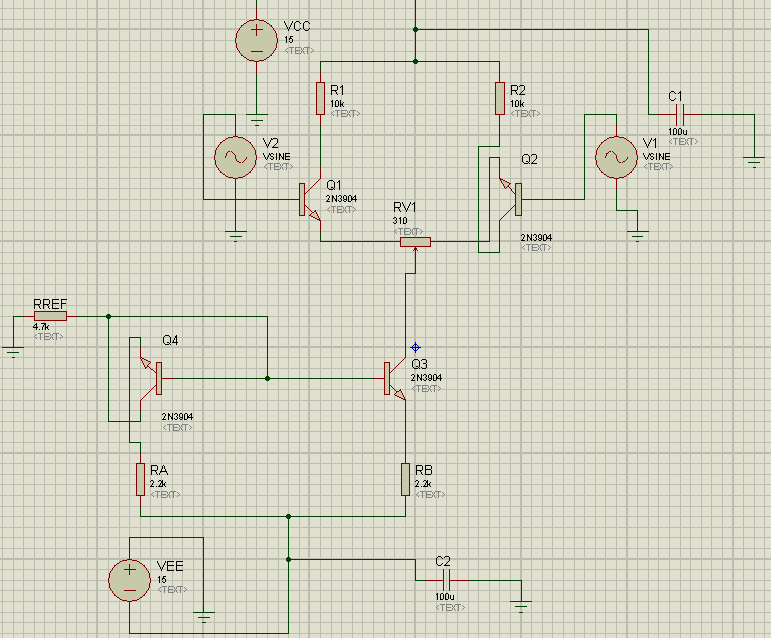 VCC
15
<TEXT>
R1
10k
<TEXT>
R2
10k
<TEXT>
C1
100u
<TEXT>
V2
VSINE
<TEXT>
V1
VSINE
<TEXT>
Q2
Q1
2N3904
<TEXT>
RV1
310
<TEXT>
2N3904
<TEXT>
RREF
4.7k
<TEXT>
Q4
Q3
2N3904
<TEXT>
2N3904
<TEXT>
RA
2.2k
<TEXT>
RB
2.2k
<TEXT>
VEE
15
<TEXT>
C2
100u
<TEXT>